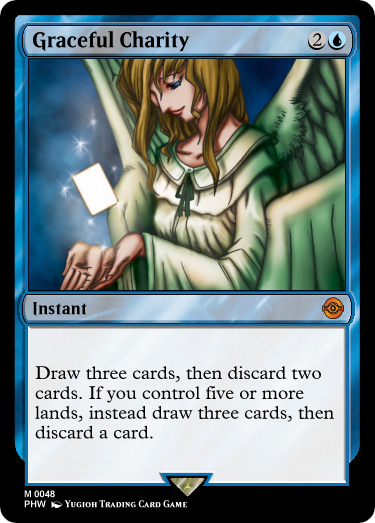 Graceful Charity 2
Instant
Draw three cards, then discard two
cards. If you control five or more
lands, instead draw three cards, then
discard a card.
M 0048
PHW Yugioh Trading Card Game